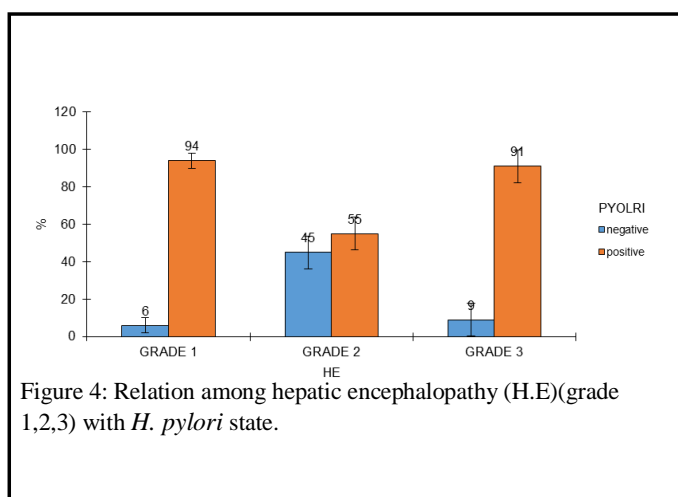 120
100
80
60
40
20
0
%
94
91
55
45
6
9
GRADE 1 GRADE 2 GRADE 3
HE
PYOLRI
negative
positive
Figure 4: Relation among hepatic encephalopathy (H.E)(grade
1,2,3) with H. pylori state.